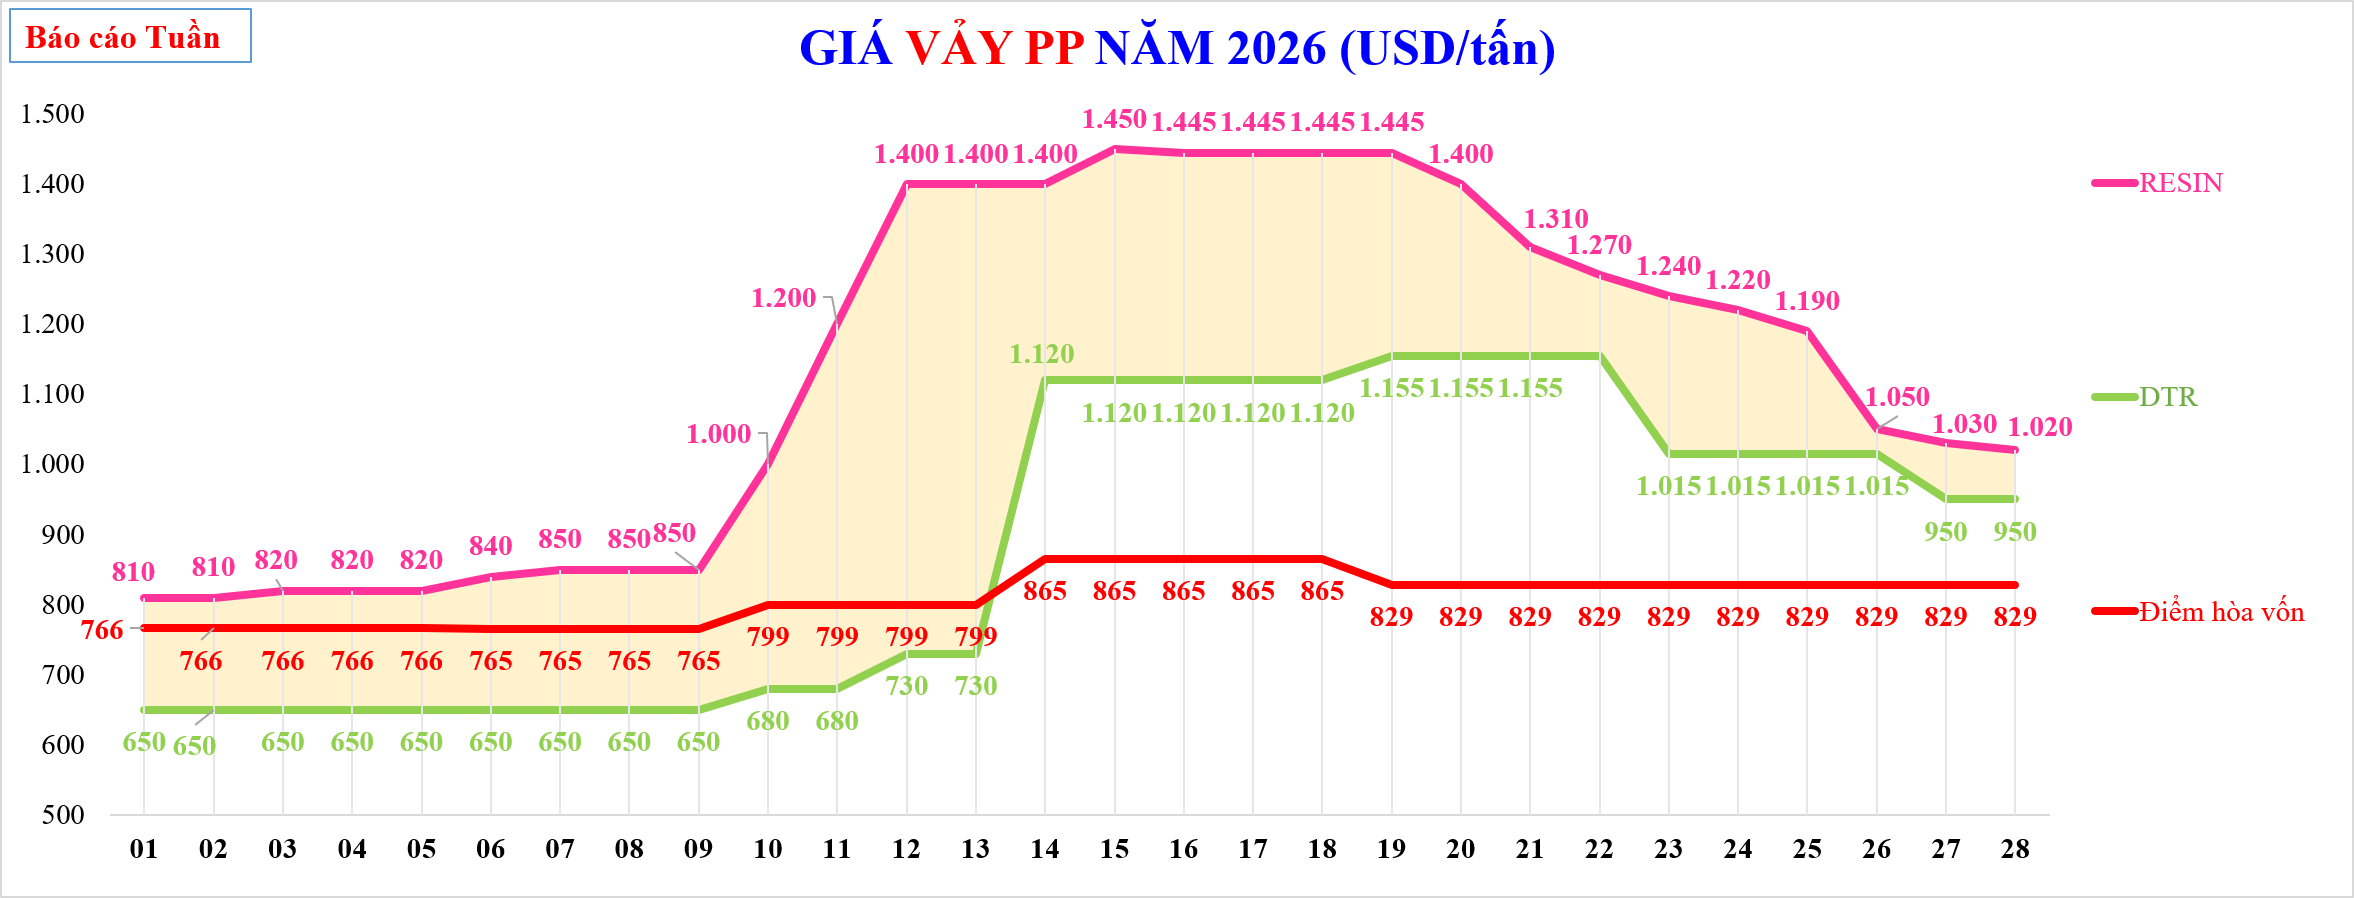 Báo cáo Tuần
GIÁ VẢY PP NĂM 2026 (USD/tấn)
1.500
1.400
1.300
1.200
1.100
1.000
900
800
700
600
500
810 810 820 820 820 840 850 850 850 1.000 1.200 1.400 1.400 1.400 1.450 1.445 1.445 1.445 1.445 1.400 1.310 1.270 1.240 1.220 1.190 1.050 1.030 1.020
650 650 650 650 650 650 650 650 650 680 680 730 730 1.120 1.120 1.120 1.120 1.120 1.155 1.155 1.155 1.015 1.015 1.015 1.015 950 950
766 766 766 766 766 765 765 765 765 799 799 799 799 865 865 865 865 865 829 829 829 829 829 829 829 829 829 829
01 02 03 04 05 06 07 08 09 10 11 12 13 14 15 16 17 18 19 20 21 22 23 24 25 26 27 28
RESIN
DTR
Điểm hòa vốn